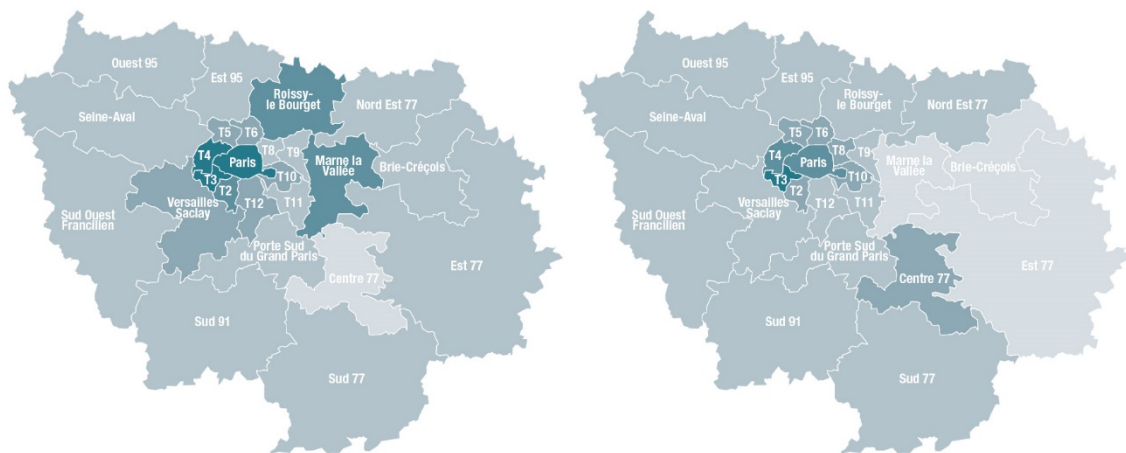 Ouest 95
Est 95
Roissy-
le Bourget
Nord Est 77
Seine-Aval
T5
T6
T4
Paris
T8
T9
Marne la
Vallée
Brie-Créçois
T3
T2
T10
Versailles
Saclay
T12
T11
Sud Ouest
Francilien
Porte Sud
du Grand Paris
Centre 77
Est 77
Sud 91
Sud 77
Ouest 95
Est 95
Roissy-
le Bourget
Nord Est 77
Seine-Aval
T5
T6
T4
Paris
T8
T9
Marne la
Vallée
Brie-Créçois
T3
T2
T10
Versailles
Saclay
T12
T11
Sud Ouest
Francilien
Porte Sud
du Grand Paris
Centre 77
Est 77
Sud 91
Sud 77